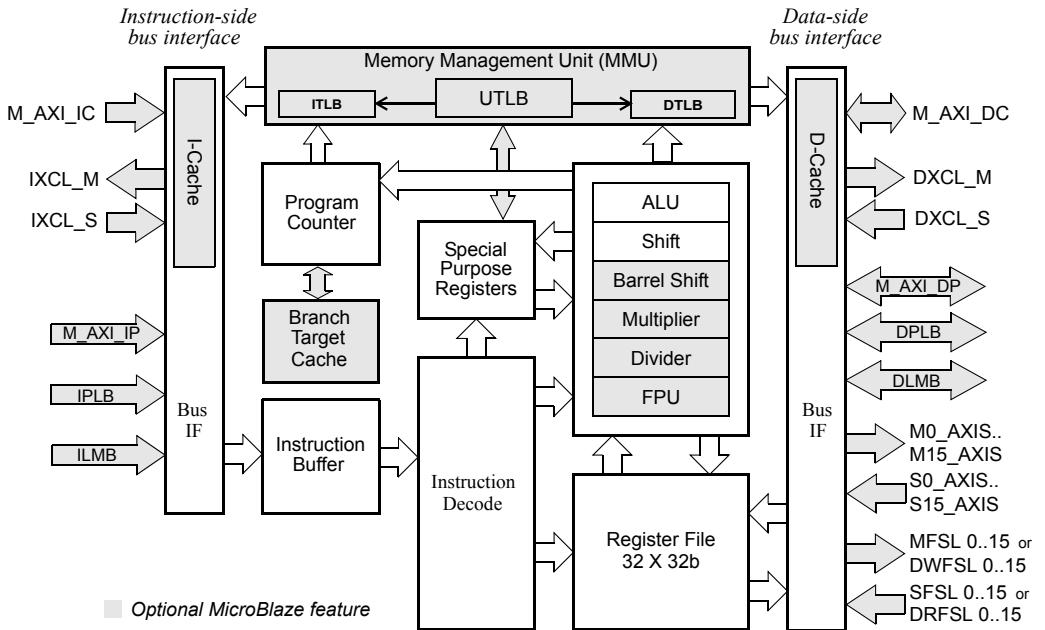 Instruction-side
bus interface
Data-side
bus interface
Memory Management Unit (MMU)
ITLB
UTLB
DTLB
M_AXI_IC
IXCL_M
IXCL_S
I-Cache
M_AXI_IP
IPLB
ILMB
Bus
IF
Program
Counter
Branch
Target
Cache
Special
Purpose
Registers
Instruction
Buffer
Instruction
Decode
ALU
Shift
Barrel Shift
Multiplier
Divider
FPU
Register File
32 X 32b
D-Cache
Bus
IF
M_AXI_DC
DXCL_M
DXCL_S
M_AXI_DP
DPLB
DLMB
M0_AXIS..
M15_AXIS
S0_AXIS..
S15_AXIS
MFSL 0..15 or
DWFSL 0..15
SFSL 0..15 or
DRFSL 0..15
Optional MicroBlaze feature